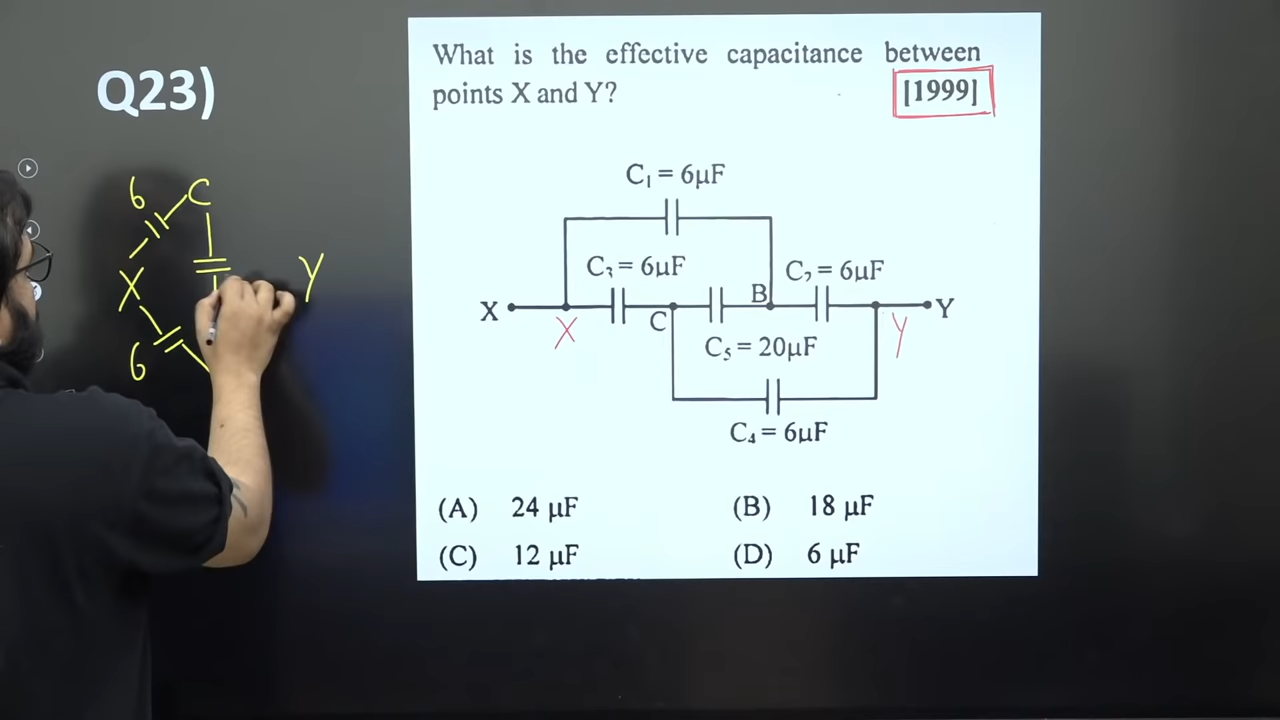 Q23)
6 C
X
6
Y
What is the effective capacitance between
points X and Y? [1999]
C₁ = 6μF
C₃ = 6μF
C₂ = 6μF
X
X
C
B
Y
Y
C₅ = 20μF
C₄ = 6μF
(A) 24 μF (B) 18 μF
(C) 12 μF (D) 6 μF